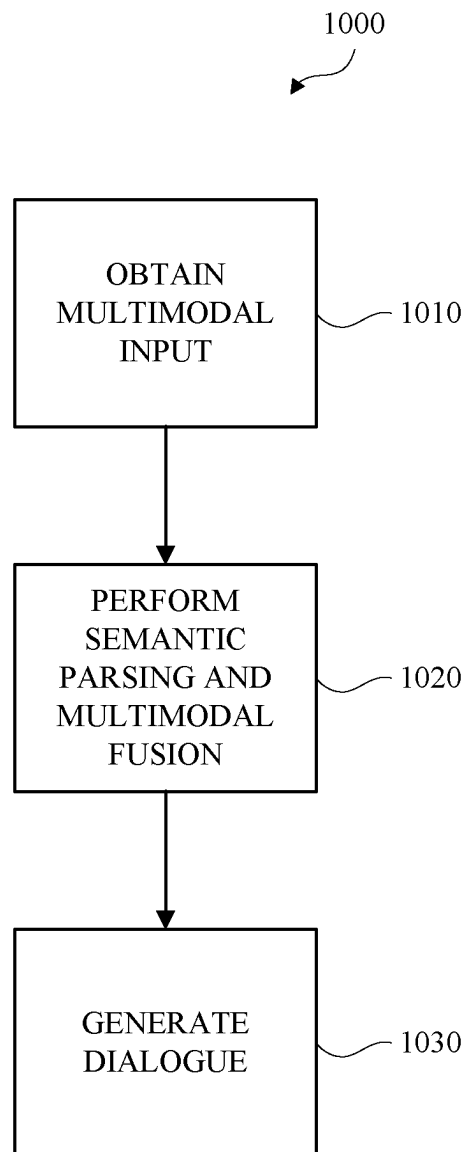 1000
OBTAIN
MULTIMODAL
INPUT
1010
PERFORM
SEMANTIC
PARSING AND
MULTIMODAL
FUSION
1020
GENERATE
DIALOGUE
1030